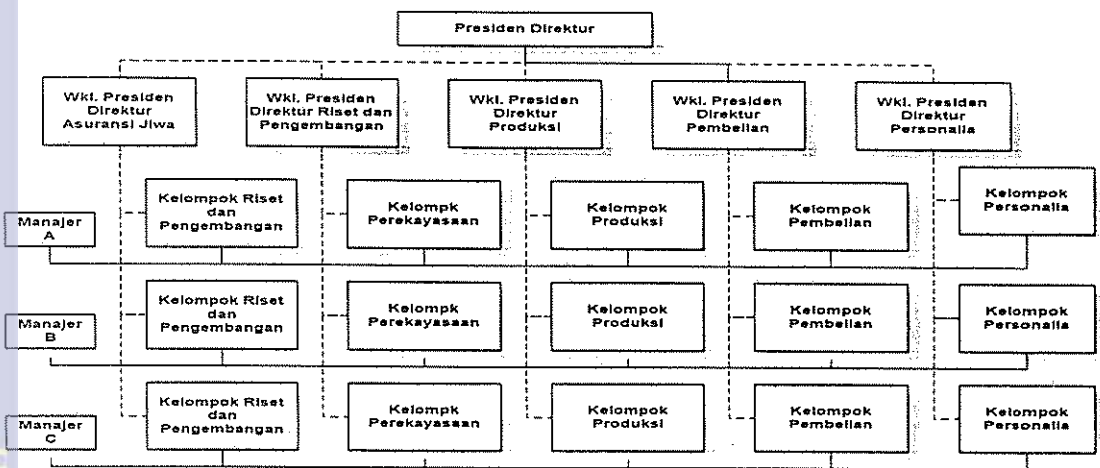 Presiden Direktur
Wkl. Presiden
Direktur
Asuransi Jiwa
Wkl. Presiden
Direktur Riset dan
Pengembangan
Wkl. Presiden
Direktur
Produksi
Wkl. Presiden
Direktur
Pembelian
Wkl. Presiden
Direktur
Personalia
Manajer
A
Kelompok Riset
dan
Pengembangan
Kelompk
Perekayasaan
Kelompok
Produksi
Kelompok
Pembelian
Kelompok
Personalia
Manajer
B
Kelompok Riset
dan
Pengembangan
Kelompk
Perekayasaan
Kelompok
Produksi
Kelompok
Pembelian
Kelompok
Personalia
Manajer
C
Kelompok Riset
dan
Pengembangan
Kelompk
Perekayasaan
Kelompok
Produksi
Kelompok
Pembelian
Kelompok
Personalia